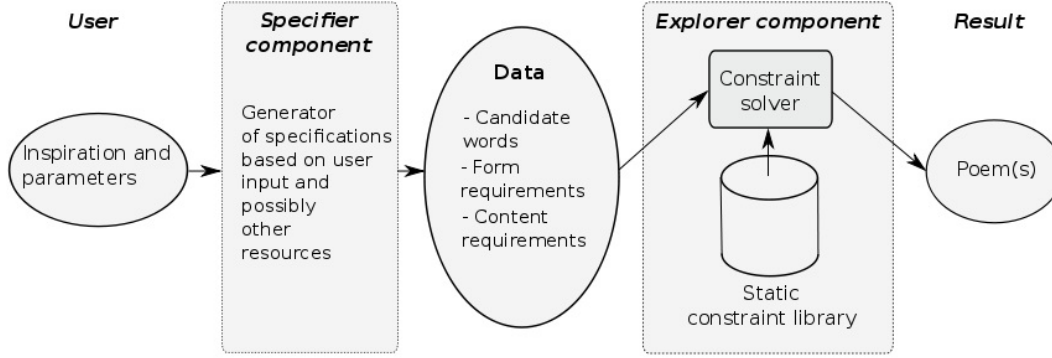 User
Specifier
component
Explorer component
Result
Inspiration and
parameters
Generator
of specifications
based on user
input and
possibly
other
resources
Data
- Candidate
words
- Form
requirements
- Content
requirements
Constraint
solver
Static
constraint library
Poem(s)